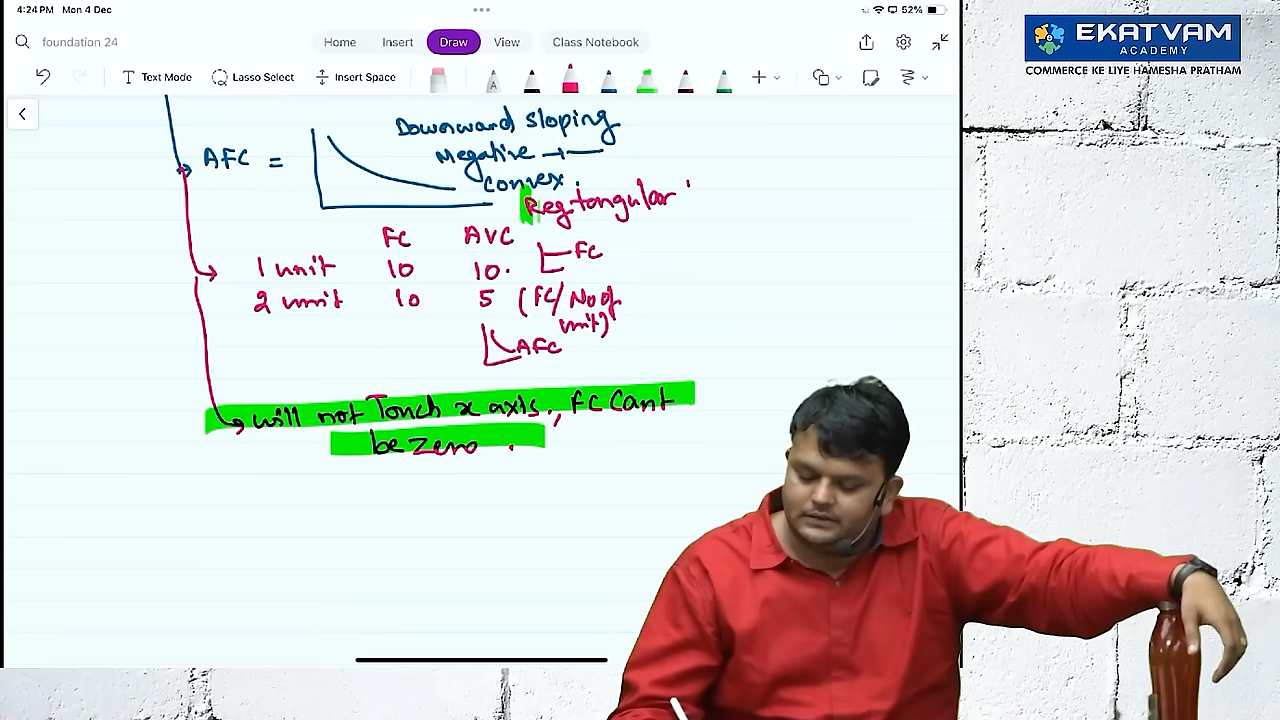 4:24 PM Mon 4 Dec
52%
foundation 24
Home Insert Draw View Class Notebook
Text Mode Lasso Select Insert Space
EKATVAM
ACADEMY
COMMERCE KE LIYE HAMESHA PRATHAM
Downward sloping
AFC = Negative
Convex
Regtangular
FC AVC
FC
1 unit 10 10
2 unit 10 5 (FC/No of
unit)
AFC
will not Touch x axis, FC Cant
be zero.